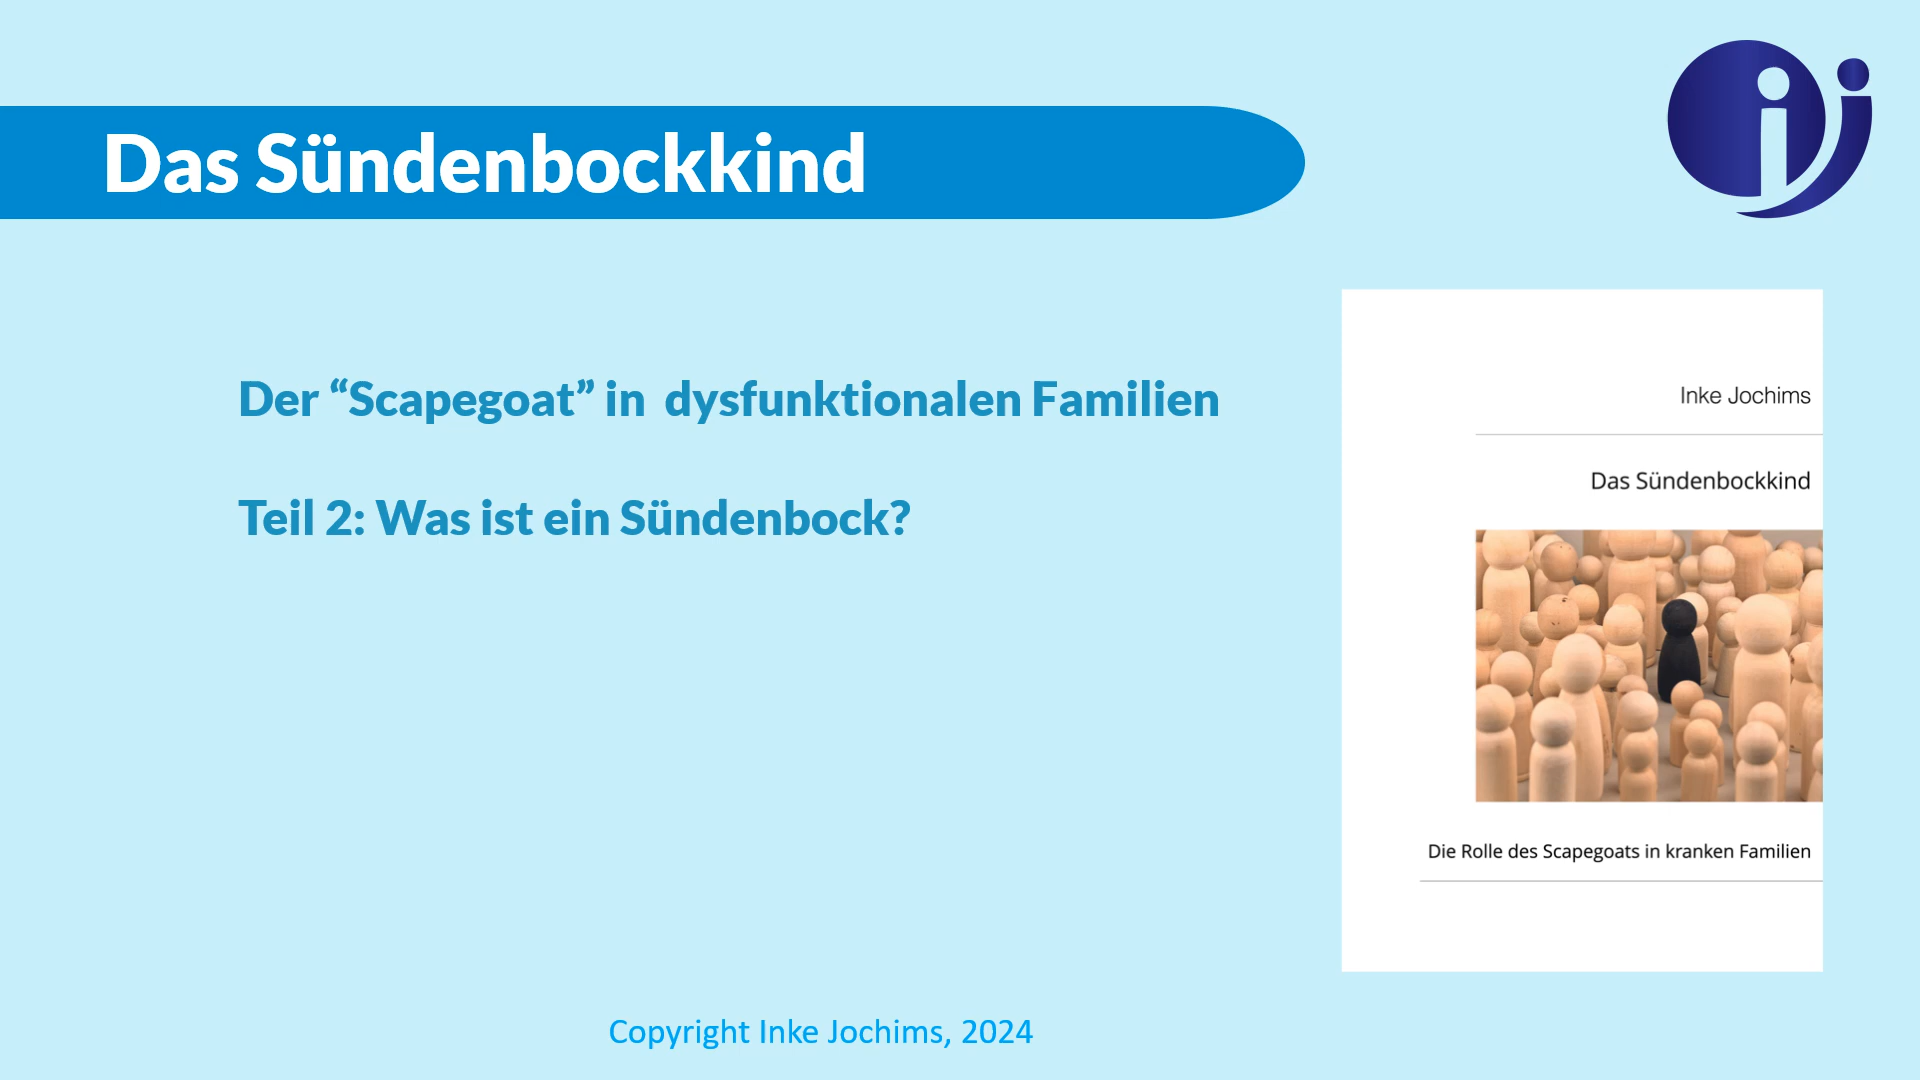 Das Sündenbockkind
Der “Scapegoat” in  dysfunktionalen Familien
Teil 2: Was ist ein Sündenbock?
Inke Jochims
Das Sündenbockkind
Die Rolle des Scapegoats in kranken Familien
Copyright Inke Jochims, 2024